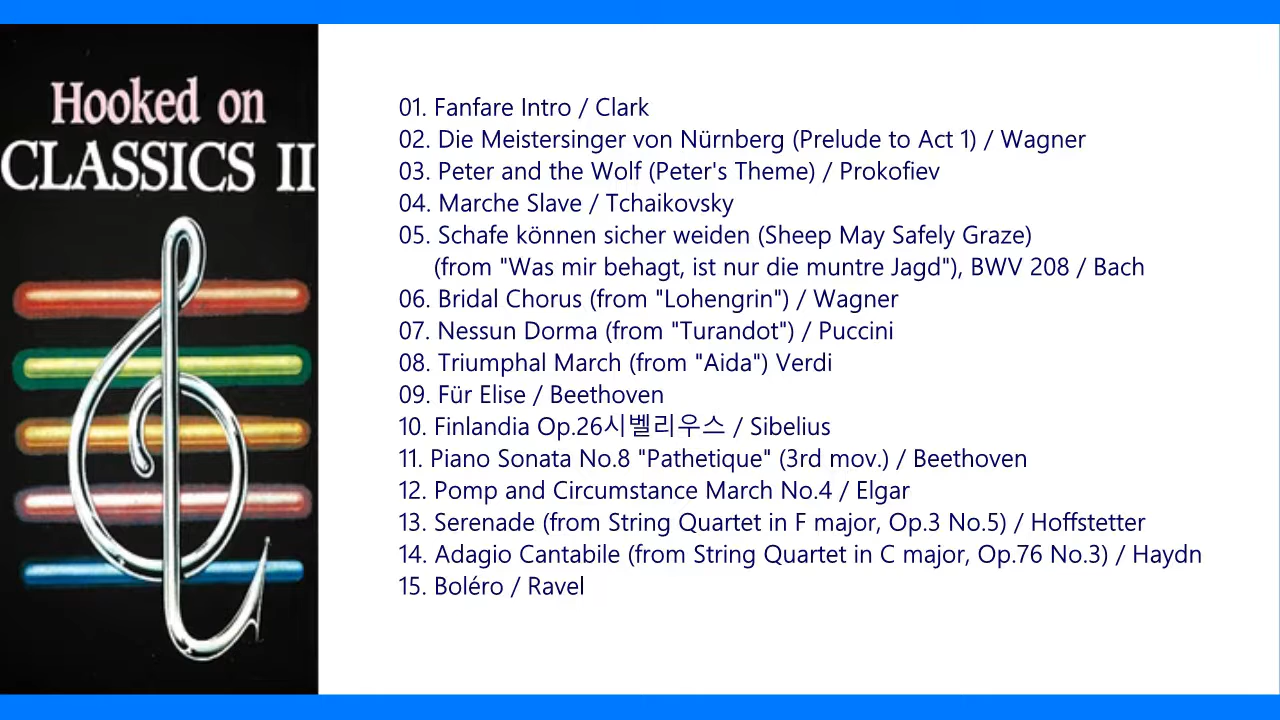 Hooked on
CLASSICS II
01. Fanfare Intro / Clark
02. Die Meistersinger von Nürnberg (Prelude to Act 1) / Wagner
03. Peter and the Wolf (Peter's Theme) / Prokofiev
04. Marche Slave / Tchaikovsky
05. Schafe können sicher weiden (Sheep May Safely Graze)
(from "Was mir behagt, ist nur die muntre Jagd"), BWV 208 / Bach
06. Bridal Chorus (from "Lohengrin") / Wagner
07. Nessun Dorma (from "Turandot") / Puccini
08. Triumphal March (from "Aida") Verdi
09. Für Elise / Beethoven
10. Finlandia Op.26시벨리우스 / Sibelius
11. Piano Sonata No.8 "Pathetique" (3rd mov.) / Beethoven
12. Pomp and Circumstance March No.4 / Elgar
13. Serenade (from String Quartet in F major, Op.3 No.5) / Hoffstetter
14. Adagio Cantabile (from String Quartet in C major, Op.76 No.3) / Haydn
15. Boléro / Ravel